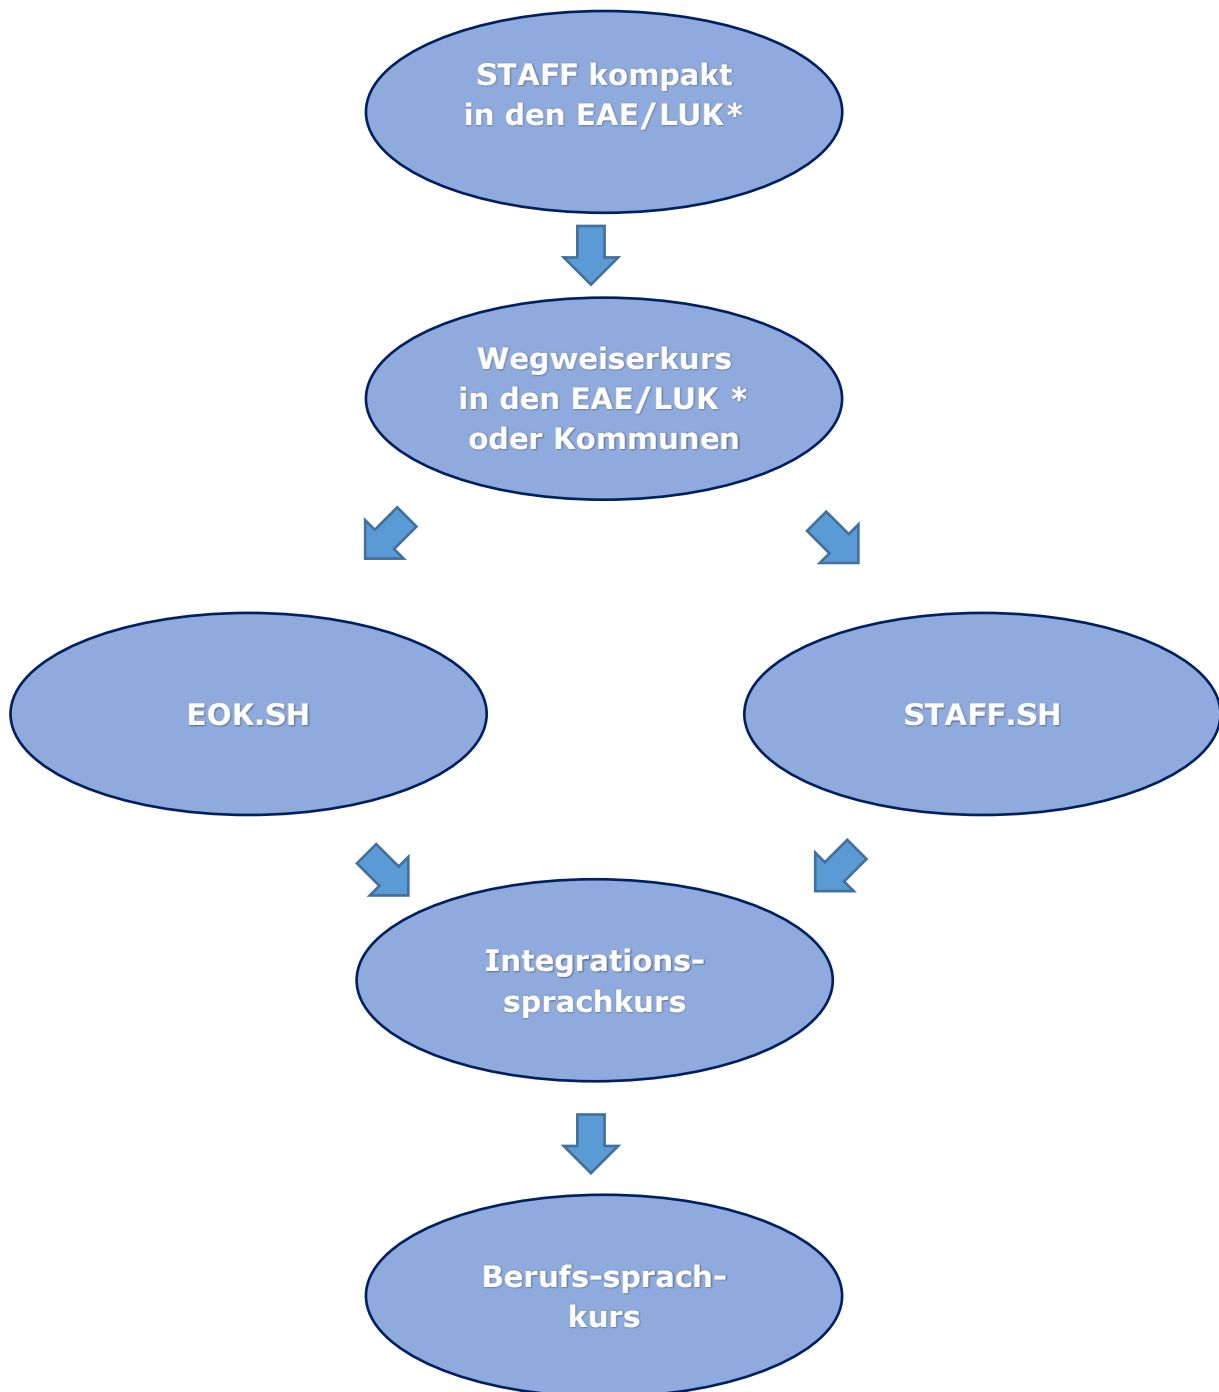 STAFF kompakt
in den EAE/LUK*
Wegweiserkurs
in den EAE/LUK *
oder Kommunen
EOK.SH
STAFF.SH
Integrations-
sprachkurs
Berufs-sprach-
kurs